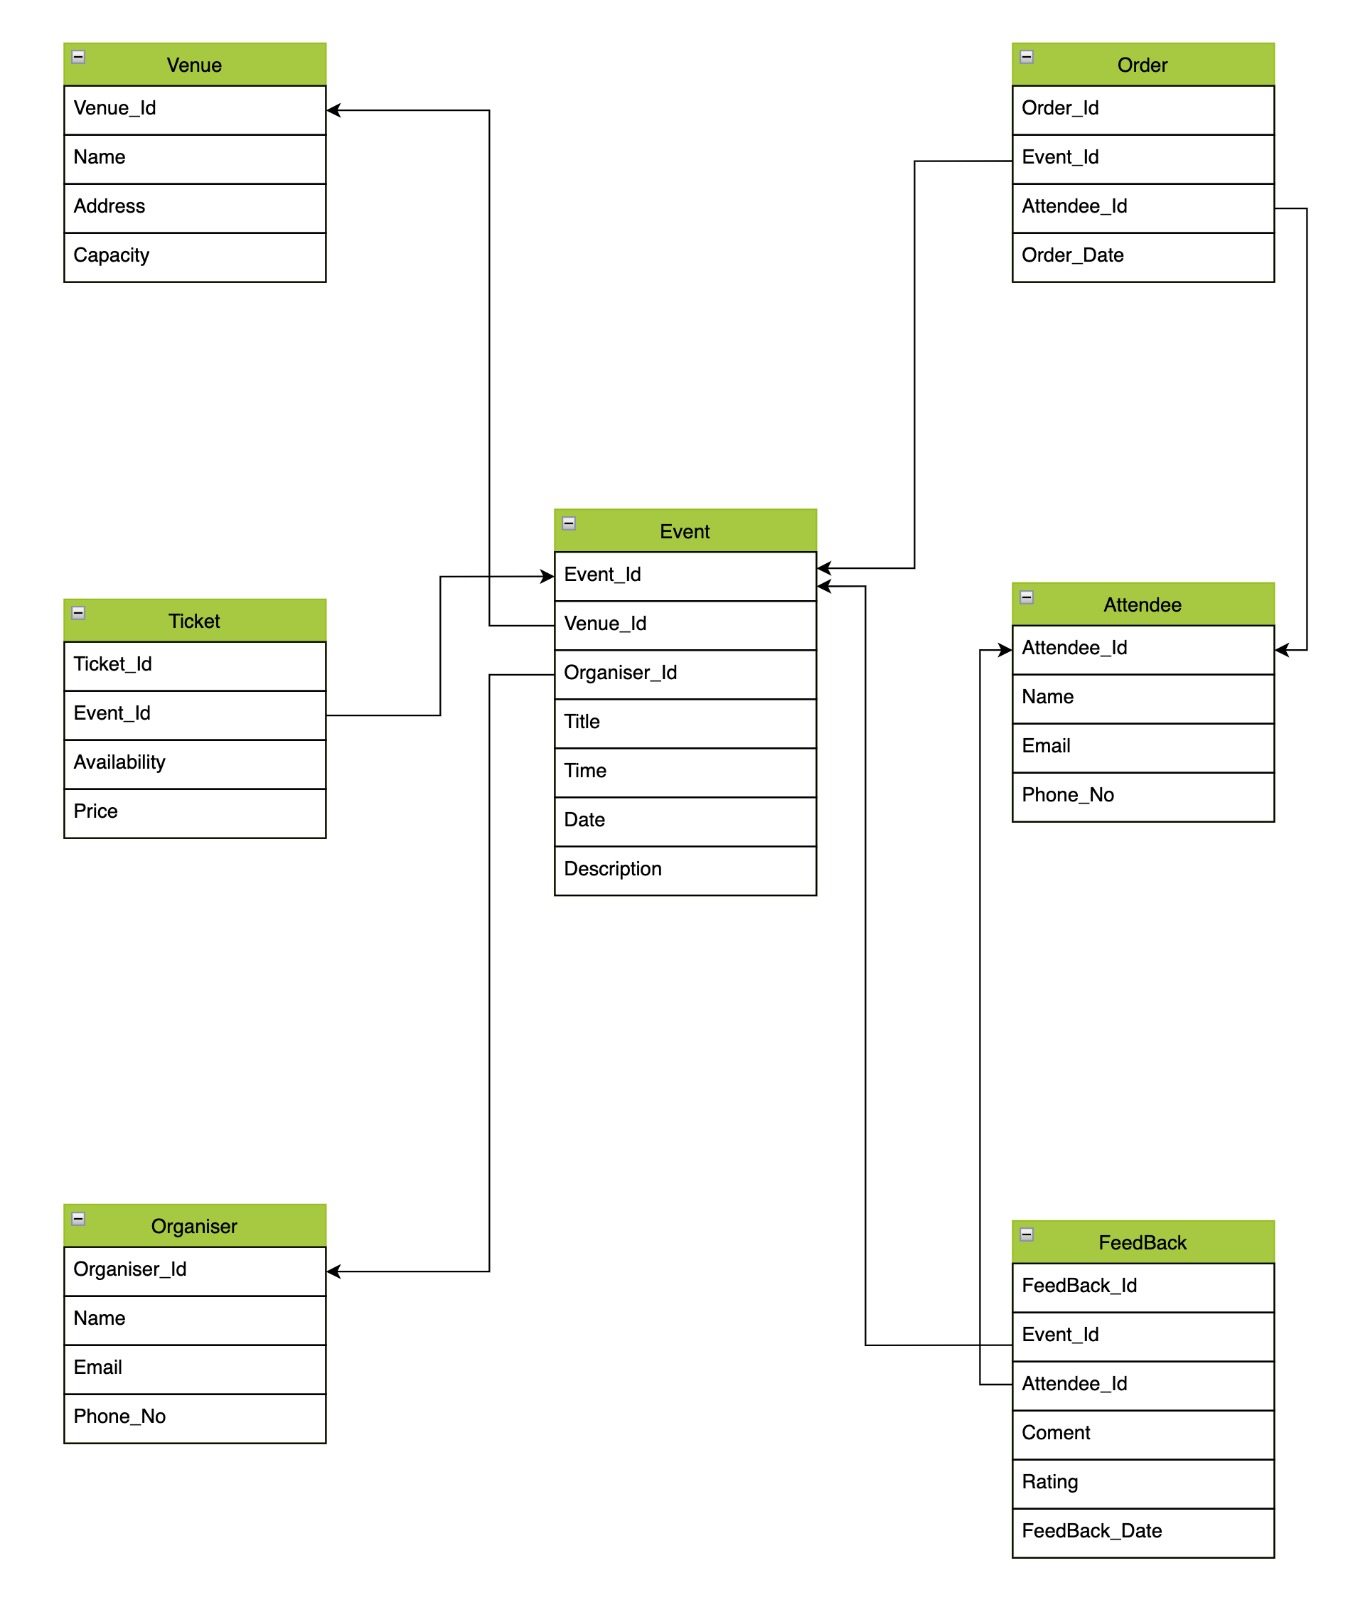 Venue
Venue_Id
Name
Address
Capacity
Order
Order_Id
Event_Id
Attendee_Id
Order_Date
Event
Event_Id
Venue_Id
Organiser_Id
Title
Time
Date
Description
Ticket
Ticket_Id
Event_Id
Availability
Price
Attendee
Attendee_Id
Name
Email
Phone_No
Organiser
Organiser_Id
Name
Email
Phone_No
FeedBack
FeedBack_Id
Event_Id
Attendee_Id
Coment
Rating
FeedBack_Date